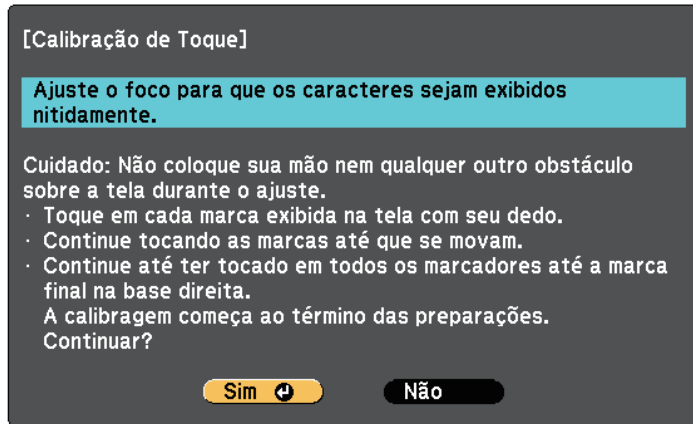 [Calibração de Toque]
Ajuste o foco para que os caracteres sejam exibidos
nitidamente.
Cuidado: Não coloque sua mão nem qualquer outro obstáculo
sobre a tela durante o ajuste.
· Toque em cada marca exibida na tela com seu dedo.
· Continue tocando as marcas até que se movam.
· Continue até ter tocado em todos os marcadores até a marca
final na base direita.
A calibragem começa ao término das preparações.
Continuar?
Sim Não